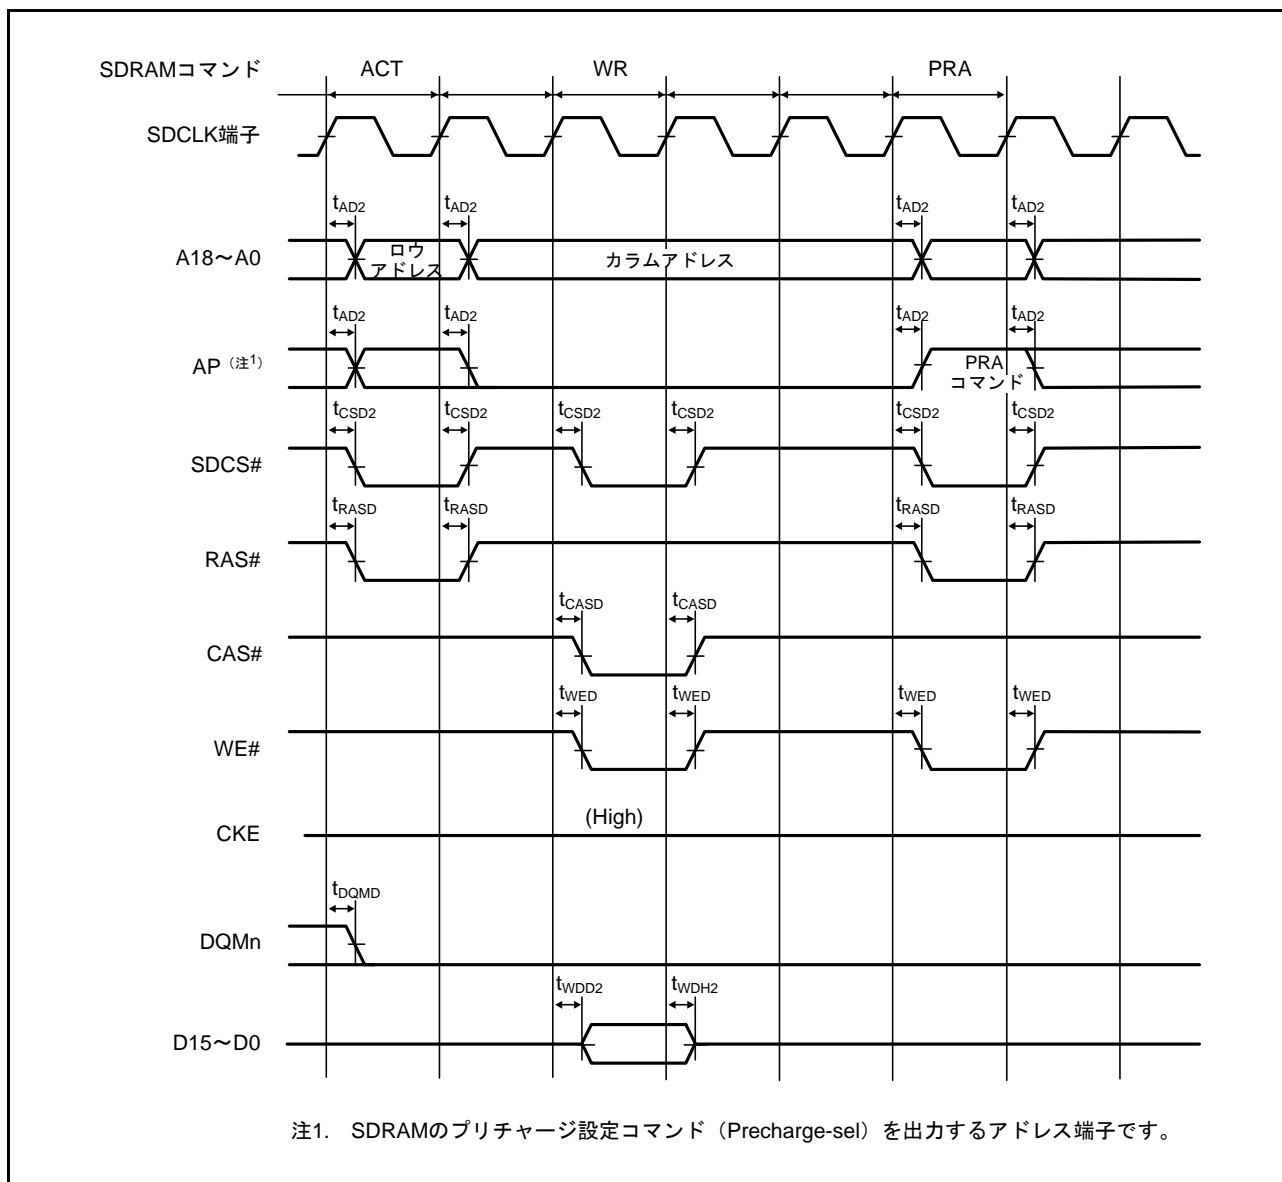 SDRAMコマンド ACT WR PRA
SDCLK端子
tAD2 tAD2 tAD2 tAD2
A18～A0 ロウ アドレス カラムアドレス
tAD2 tAD2 tAD2 tAD2
AP（注1） PRA コマンド
tCSD2 tCSD2 tCSD2 tCSD2 tCSD2 tCSD2
SDCS#
tRASD tRASD tRASD tRASD
RAS#
tCASD tCASD
CAS#
tWED tWED tWED tWED
WE#
(High)
CKE
tDQMD
DQMn
tWDD2 tWDH2
D15～D0
注1. SDRAMのプリチャージ設定コマンド（Precharge-sel）を出力するアドレス端子です。